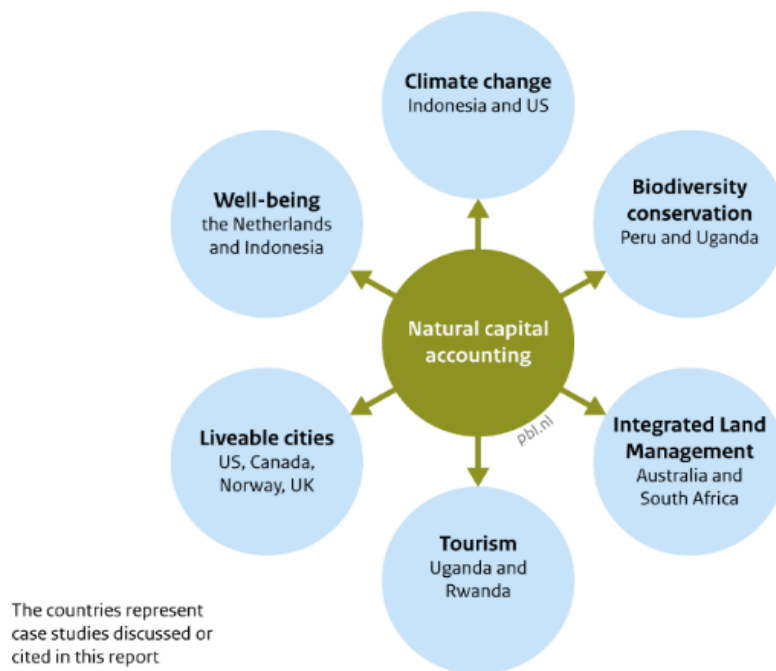 Climate change
Indonesia and US
Well-being
the Netherlands
and Indonesia
Biodiversity
conservation
Peru and Uganda
Natural capital
accounting
pbl.nl
Liveable cities
US, Canada,
Norway, UK
Integrated Land
Management
Australia and
South Africa
Tourism
Uganda and
Rwanda
The countries represent
case studies discussed or
cited in this report